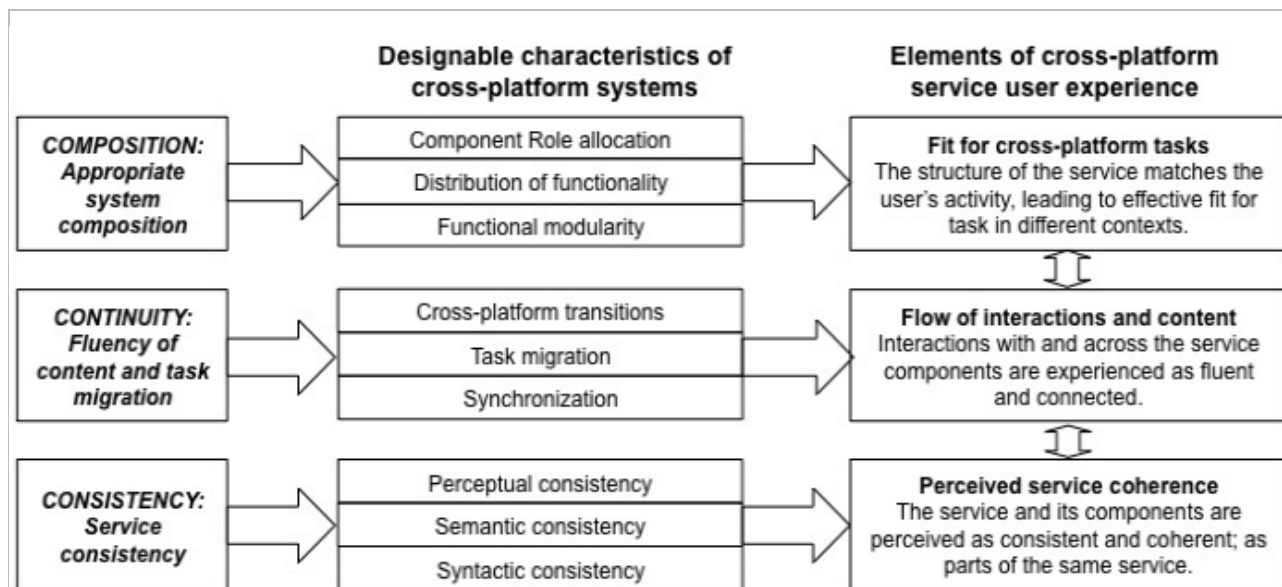 Designable characteristics of
cross-platform systems
Elements of cross-platform
service user experience
COMPOSITION:
Appropriate
system
composition
Component Role allocation
Distribution of functionality
Functional modularity
Fit for cross-platform tasks
The structure of the service matches the
user's activity, leading to effective fit for
task in different contexts.
CONTINUITY:
Fluency of
content and task
migration
Cross-platform transitions
Task migration
Synchronization
Flow of interactions and content
Interactions with and across the service
components are experienced as fluent
and connected.
CONSISTENCY:
Service
consistency
Perceptual consistency
Semantic consistency
Syntactic consistency
Perceived service coherence
The service and its components are
perceived as consistent and coherent; as
parts of the same service.